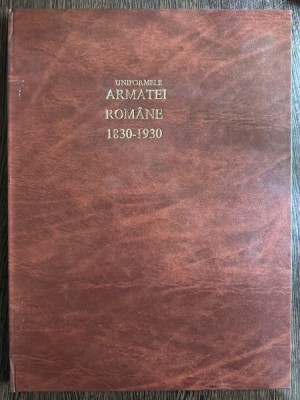 UNIFORMELE
ARMATEI
ROMÂNE
1830-1930